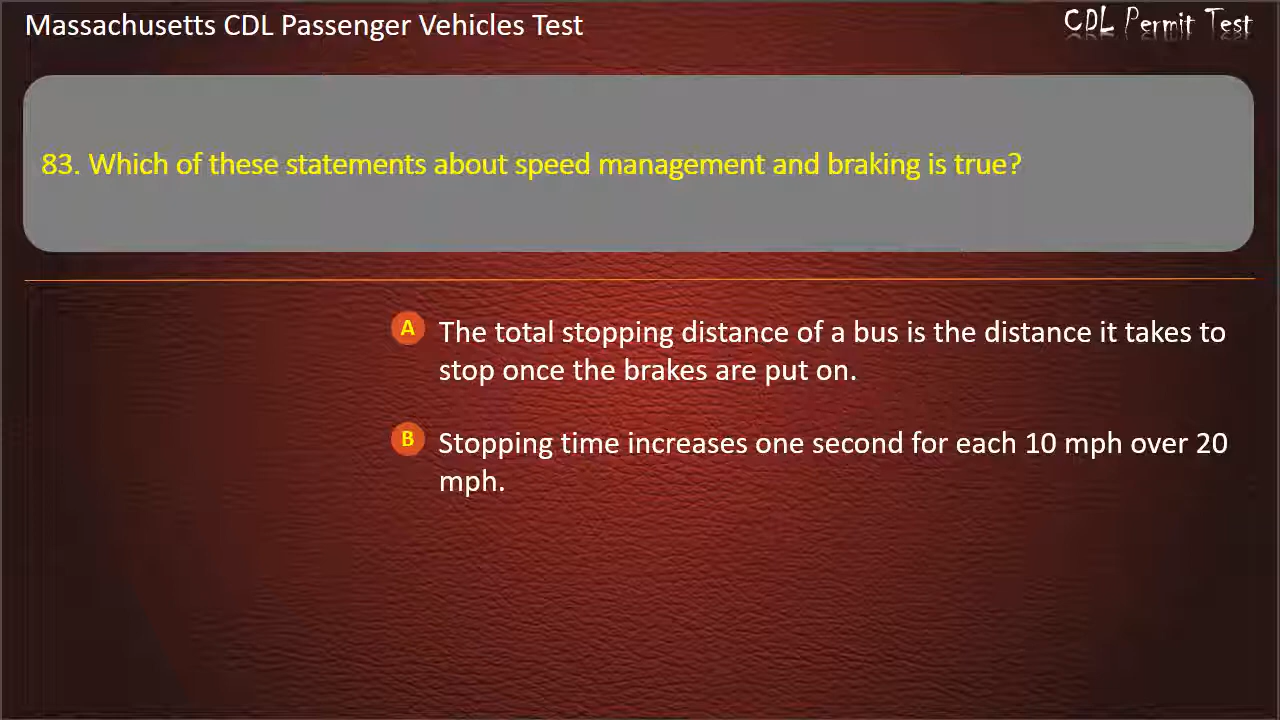 Massachusetts CDL Passenger Vehicles Test
CDL Permit Test
83. Which of these statements about speed management and braking is true?
A The total stopping distance of a bus is the distance it takes to
stop once the brakes are put on.
B Stopping time increases one second for each 10 mph over 20
mph.